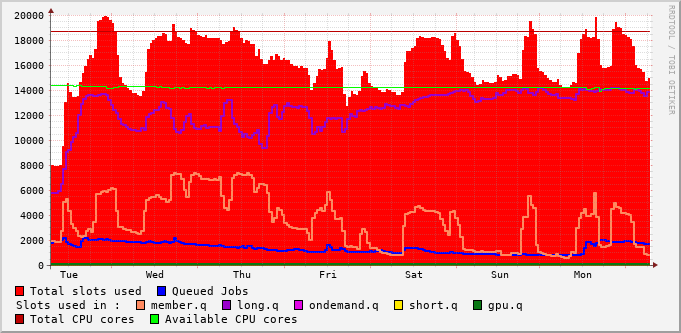 20000
18000
16000
14000
12000
10000
8000
6000
4000
2000
0
Tue Wed Thu Fri Sat Sun Mon
Total slots used Queued Jobs
Slots used in : member.q long.q ondemand.q short.q gpu.q
Total CPU cores Available CPU cores
RRDTOOL / TOBI OETIKER